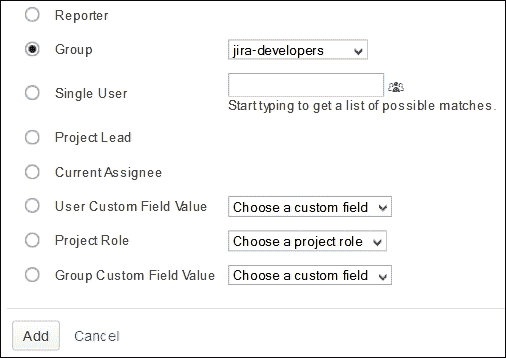 Reporter
Group jira-developers
Single User
Start typing to get a list of possible matches.
Project Lead
Current Assignee
User Custom Field Value Choose a custom field
Project Role Choose a project role
Group Custom Field Value Choose a custom field
Add Cancel